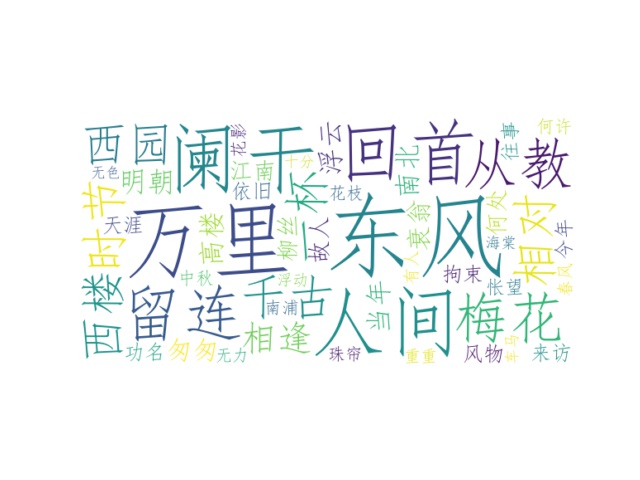 西园
阑干
花影
十分
浮云
回首
从教
往事
何许
无色
明朝
江南
依旧
一杯
花枝
南北
时节
天涯
万里
高楼
柳丝
故人
东风
衰翁
何处
海棠
相对
今年
西楼
中秋
浮动
有人
拘束
怅望
春风
留连
千古
南浦
人间
当年
梅花
功名
匆匆
无力
相逢
珠帘
重重
风物
车马
来访